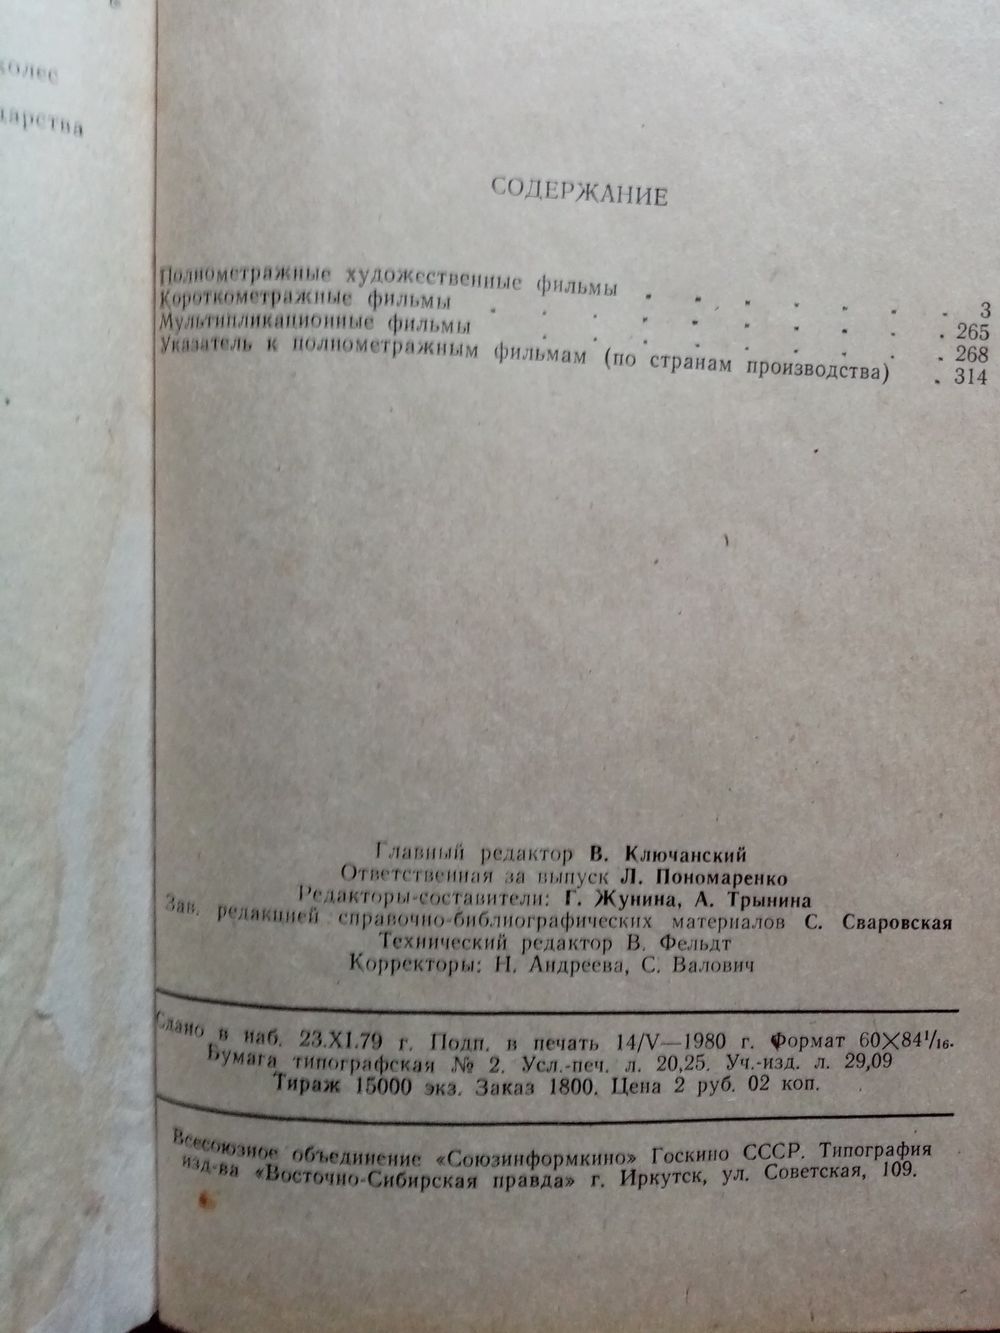 колес
дарства
СОДЕРЖАНИЕ
Полнометражные художественные фильмы . . . . . . . 3
Короткометражные фильмы . . . . . . . . . . 265
Мультипликационные фильмы . . . . . . . . . . 268
Указатель к полнометражным фильмам (по странам производства) . 314
Главный редактор В. Ключанский
Ответственная за выпуск Л. Пономаренко
Редакторы-составители: Г. Жунина, А. Трынина
Зав. редакцией справочно-библиографических материалов С. Сваровская
Технический редактор В. Фельдт
Корректоры: Н. Андреева, С. Валович
Сдано в наб. 23.XI.79 г. Подп. в печать 14/V—1980 г. Формат 60×84¹/₁₆.
Бумага типографская № 2. Усл.-печ. л. 20,25. Уч.-изд. л. 29,09
Тираж 15000 экз. Заказ 1800. Цена 2 руб. 02 коп.
Всесоюзное объединение «Союзинформкино» Госкино СССР. Типография
изд-ва «Восточно-Сибирская правда» г. Иркутск, ул. Советская, 109.